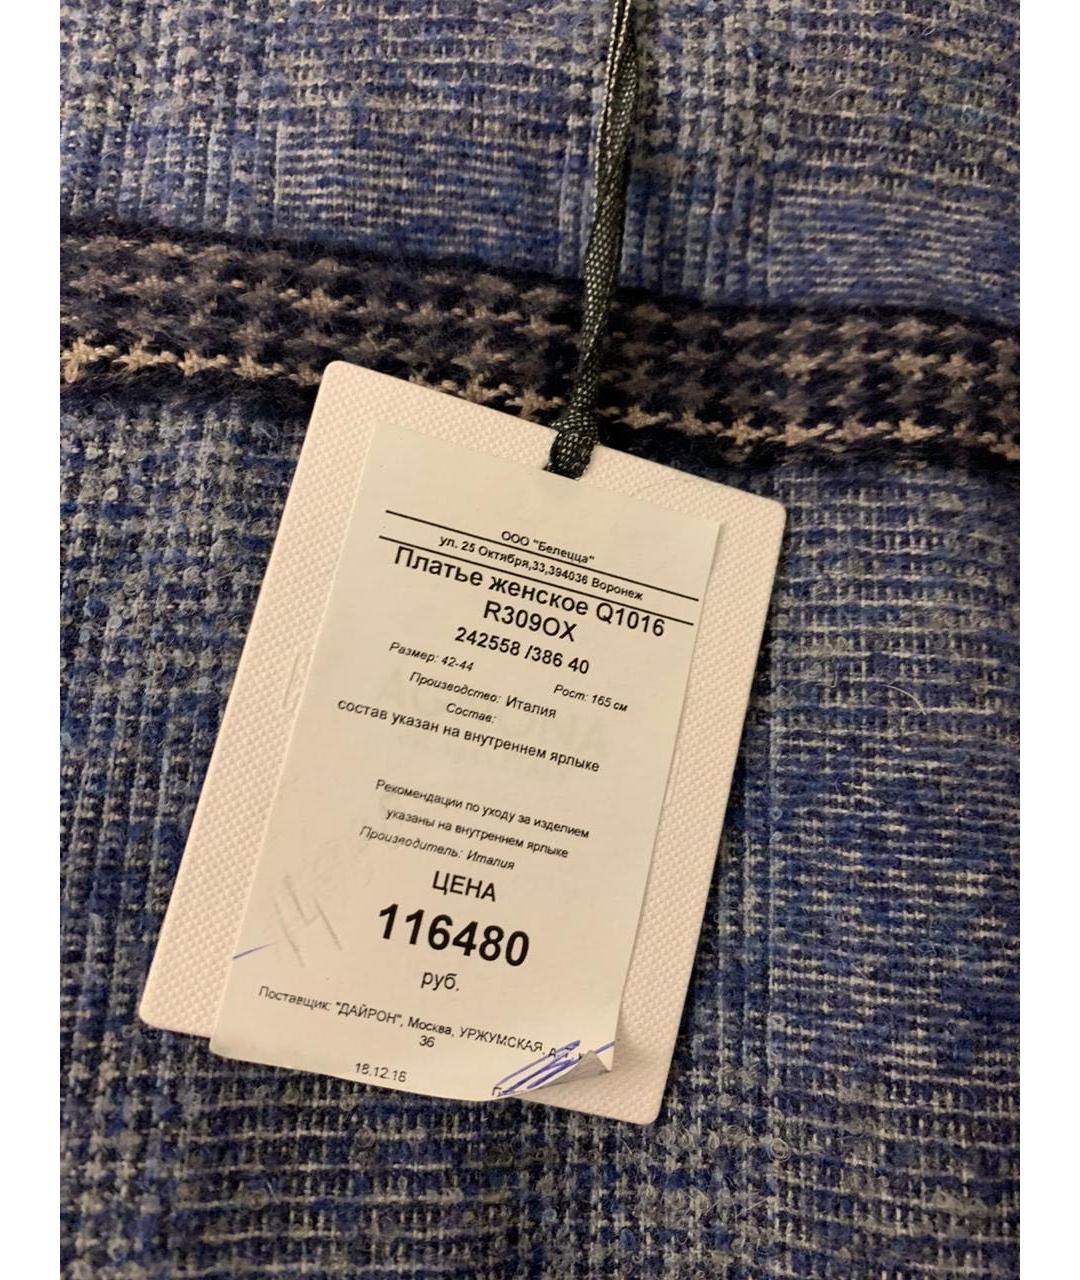 ООО "Белецца"
ул. 25 Октября,33,394036 Воронеж
Платье женское Q1016
R309OX
242558 /386 40
Размер: 42-44 Рост: 165 см
Производство: Италия
Состав:
состав указан на внутреннем ярлыке
Рекомендации по уходу за изделием
указаны на внутреннем ярлыке
Производитель: Италия
ЦЕНА
116480
руб.
Поставщик: "ДАЙРОН", Москва, УРЖУМСКАЯ,
36
18.12.18